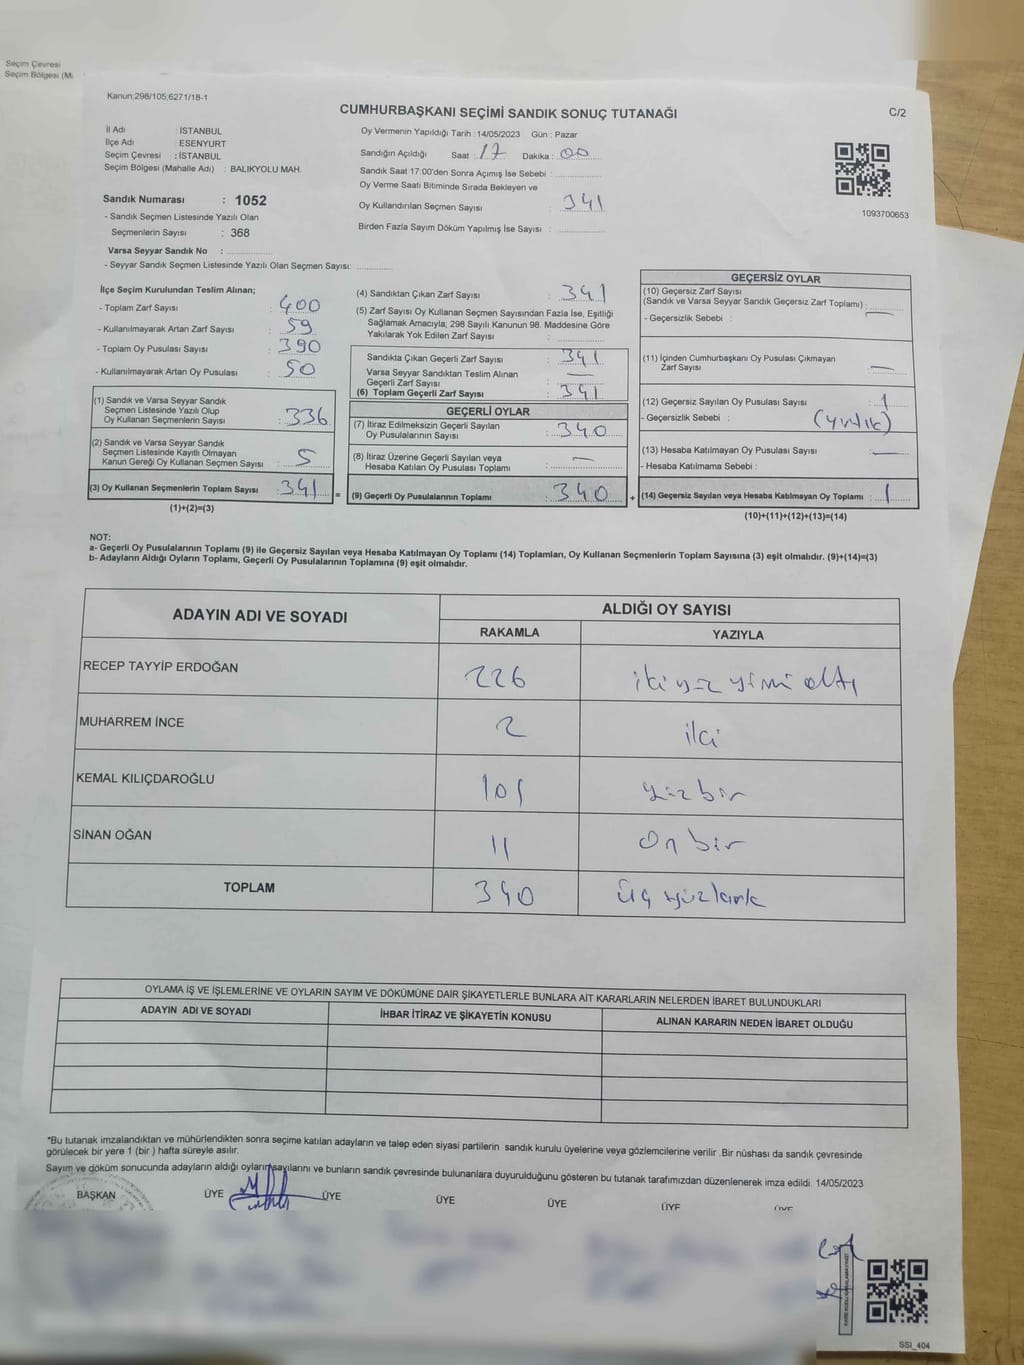 Seçim Çevresi
Seçim Bölgesi (M
Kanun;298/105;6271/18-1
CUMHURBAŞKANI SEÇİMİ SANDIK SONUÇ TUTANAĞI
C/2
İl Adı : İSTANBUL
İlçe Adı : ESENYURT
Seçim Çevresi : İSTANBUL
Seçim Bölgesi (Mahalle Adı) : BALIKYOLU MAH.
Sandık Numarası : 1052
- Sandık Seçmen Listesinde Yazılı Olan
Seçmenlerin Sayısı : 368
Varsa Seyyar Sandık No :
- Seyyar Sandık Seçmen Listesinde Yazılı Olan Seçmen Sayısı:
Oy Vermenin Yapıldığı Tarih : 14/05/2023 Gün : Pazar
Sandığın Açıldığı Saat : 17 Dakika : 00
Sandık Saat 17:00'den Sonra Açımış İse Sebebi :
Oy Verme Saati Bitiminde Sırada Bekleyen ve
Oy Kullandırılan Seçmen Sayısı : 341
Birden Fazla Sayım Döküm Yapılmış İse Sayısı :
1093700653
İlçe Seçim Kurulundan Teslim Alınan;
- Toplam Zarf Sayısı : 400
- Kullanılmayarak Artan Zarf Sayısı : 59
- Toplam Oy Pusulası Sayısı : 390
- Kullanılmayarak Artan Oy Pusulası : 50
(1) Sandık ve Varsa Seyyar Sandık
Seçmen Listesinde Yazılı Olup
Oy Kullanan Seçmenlerin Sayısı : 336
(2) Sandık ve Varsa Seyyar Sandık
Seçmen Listesinde Kayıtlı Olmayan
Kanun Gereği Oy Kullanan Seçmen Sayısı : 5
(3) Oy Kullanan Seçmenlerin Toplam Sayısı : 341
(1)+(2)=(3)
(4) Sandıktan Çıkan Zarf Sayısı : 341
(5) Zarf Sayısı Oy Kullanan Seçmen Sayısından Fazla İse, Eşitliği
Sağlamak Amacıyla; 298 Sayılı Kanunun 98. Maddesine Göre
Yakılarak Yok Edilen Zarf Sayısı :
Sandıkta Çıkan Geçerli Zarf Sayısı : 341
Varsa Seyyar Sandıktan Teslim Alınan
Geçerli Zarf Sayısı : —
(6) Toplam Geçerli Zarf Sayısı : 341
GEÇERLİ OYLAR
(7) İtiraz Edilmeksizin Geçerli Sayılan
Oy Pusulalarının Sayısı : 340
(8) İtiraz Üzerine Geçerli Sayılan veya
Hesaba Katılan Oy Pusulası Toplamı : —
= (9) Geçerli Oy Pusulalarının Toplamı 340
GEÇERSİZ OYLAR
(10) Geçersiz Zarf Sayısı
(Sandık ve Varsa Seyyar Sandık Geçersiz Zarf Toplamı) : —
- Geçersizlik Sebebi :
(11) İçinden Cumhurbaşkanı Oy Pusulası Çıkmayan
Zarf Sayısı —
(12) Geçersiz Sayılan Oy Pusulası Sayısı : 1
- Geçersizlik Sebebi : (yırtık)
(13) Hesaba Katılmayan Oy Pusulası Sayısı : —
- Hesaba Katılmama Sebebi :
+ (14) Geçersiz Sayılan veya Hesaba Katılmayan Oy Toplamı : 1
(10)+(11)+(12)+(13)=(14)
NOT:
a- Geçerli Oy Pusulalarının Toplamı (9) ile Geçersiz Sayılan veya Hesaba Katılmayan Oy Toplamı (14) Toplamları, Oy Kullanan Seçmenlerin Toplam Sayısına (3) eşit olmalıdır. (9)+(14)=(3)
b- Adayların Aldığı Oyların Toplamı, Geçerli Oy Pusulalarının Toplamına (9) eşit olmalıdır.
ADAYIN ADI VE SOYADI ALDIĞI OY SAYISI
RAKAMLA YAZIYLA
RECEP TAYYİP ERDOĞAN 226 iki yüz yirmi altı
MUHARREM İNCE 2 iki
KEMAL KILIÇDAROĞLU 101 yüz bir
SİNAN OĞAN 11 On bir
TOPLAM 340 üç yüz kırk
OYLAMA İŞ VE İŞLEMLERİNE VE OYLARIN SAYIM VE DÖKÜMÜNE DAİR ŞİKAYETLERLE BUNLARA AİT KARARLARIN NELERDEN İBARET BULUNDUKLARI
ADAYIN ADI VE SOYADI İHBAR İTİRAZ VE ŞİKAYETİN KONUSU ALINAN KARARIN NEDEN İBARET OLDUĞU
*Bu tutanak imzalandıktan ve mühürlendikten sonra seçime katılan adayların ve talep eden siyasi partilerin sandık kurulu üyelerine veya gözlemcilerine verilir .Bir nüshası da sandık çevresinde
görülecek bir yere 1 (bir ) hafta süreyle asılır.
Sayım ve döküm sonucunda adayların aldığı oyların sayılarını ve bunların sandık çevresinde bulunanlara duyurulduğunu gösteren bu tutanak tarafımızdan düzenlenerek imza edildi. 14/05/2023
BAŞKAN ÜYE ÜYE ÜYE ÜYE ÜYE ÜYE
SSI_404